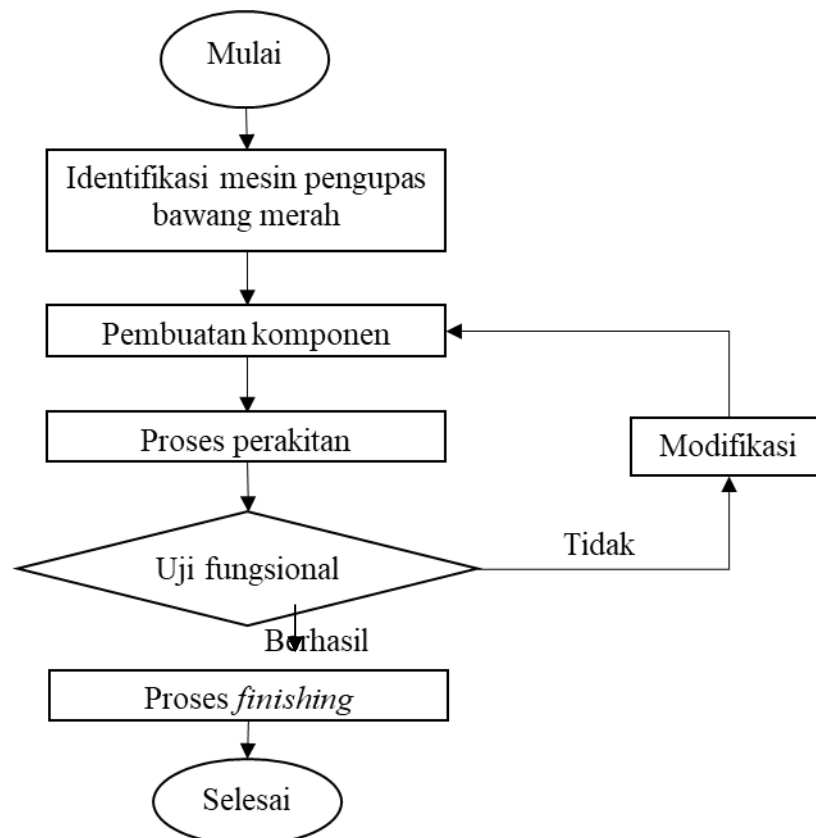 Mulai
Identifikasi mesin pengupas
bawang merah
Pembuatan komponen
Proses perakitan
Modifikasi
Tidak
Uji fungsional
Berhasil
Proses finishing
Selesai